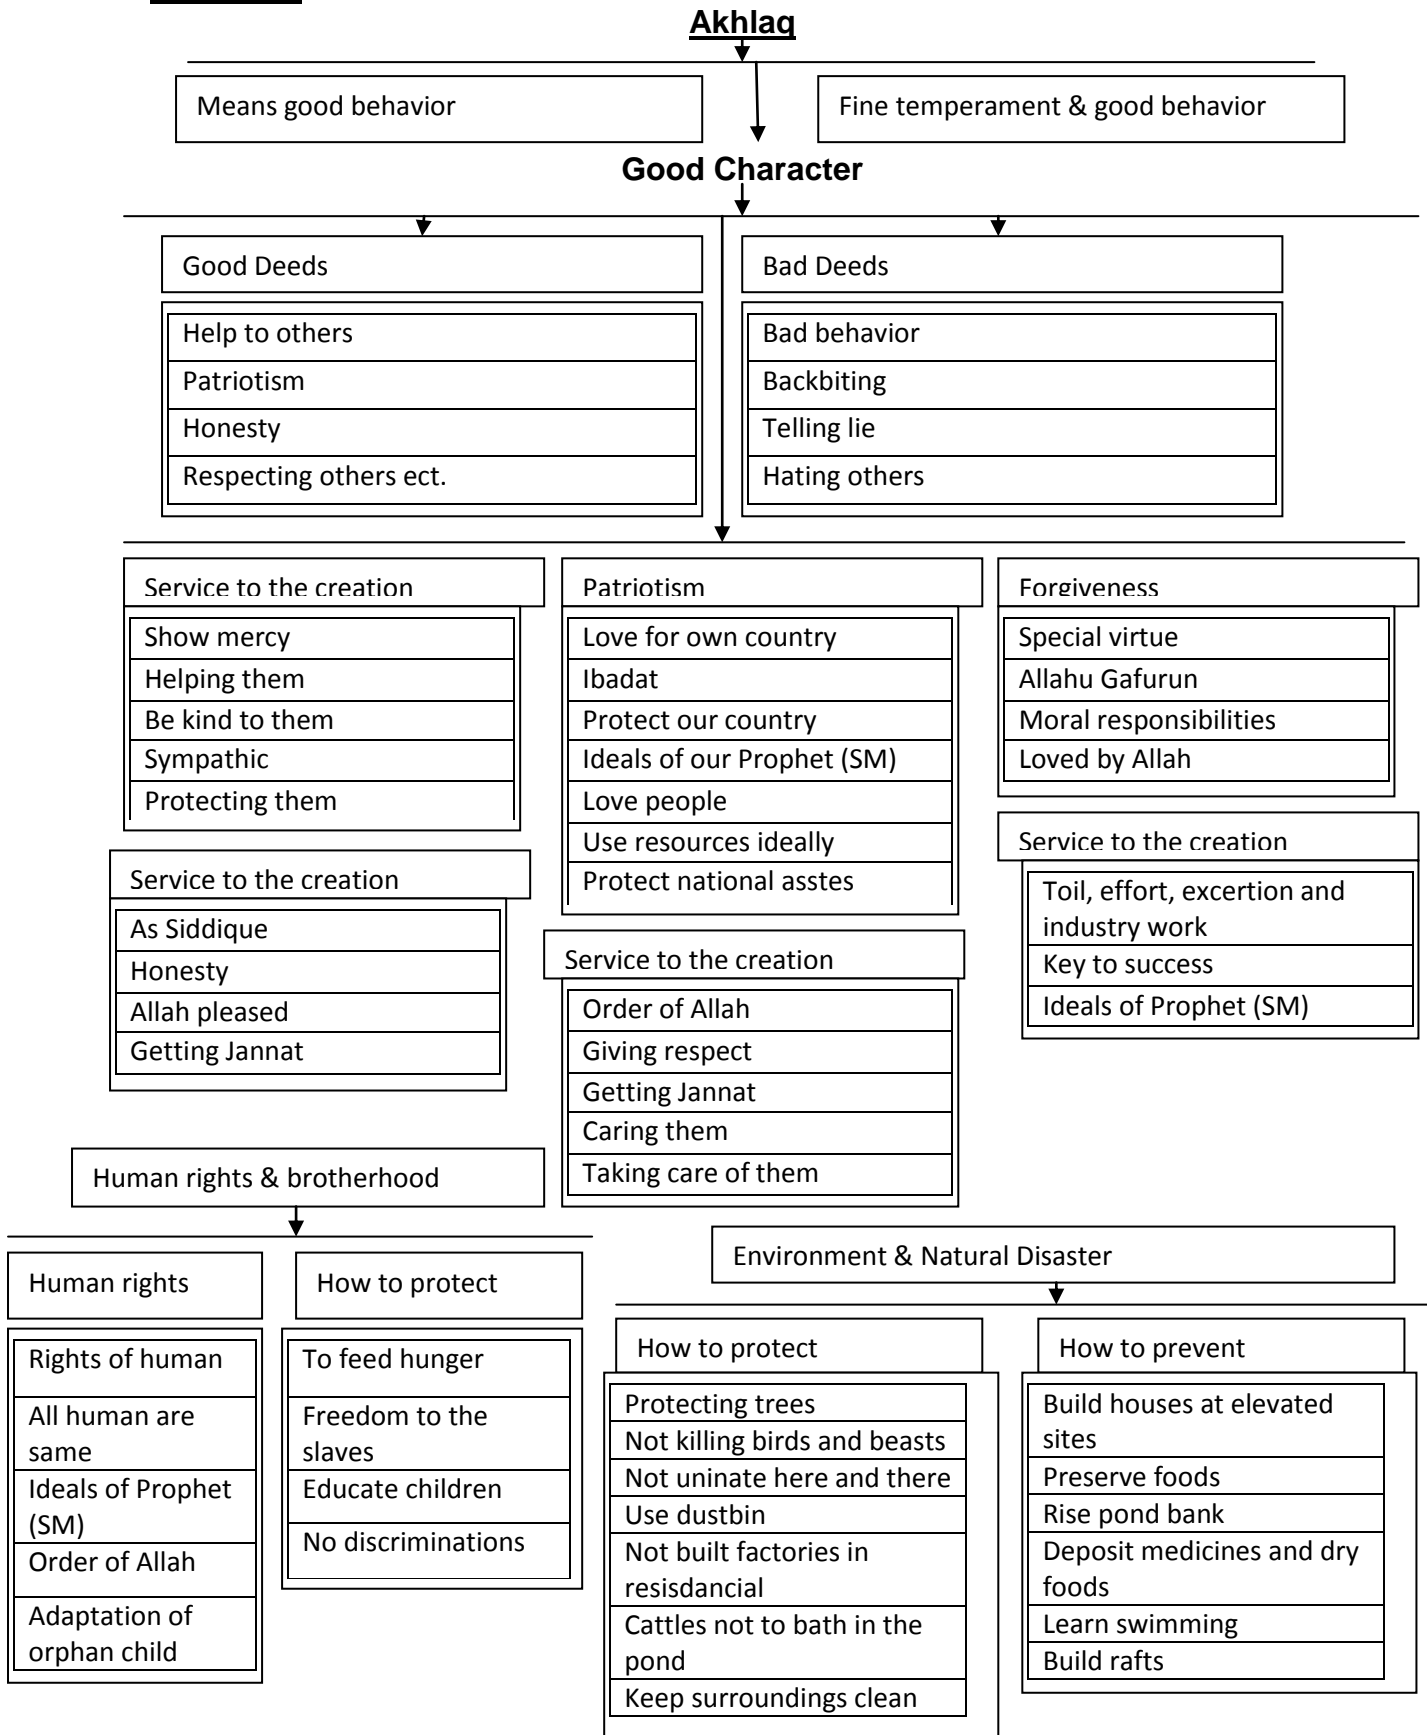 Akhlaq
Means good behavior
Fine temperament & good behavior
Good Character
Good Deeds
Help to others
Patriotism
Honesty
Respecting others ect.
Bad Deeds
Bad behavior
Backbiting
Telling lie
Hating others
Service to the creation
Show mercy
Helping them
Be kind to them
Sympathic
Protecting them
Patriotism
Love for own country
Ibadat
Protect our country
Ideals of our Prophet (SM)
Love people
Use resources ideally
Protect national asstes
Forgiveness
Special virtue
Allahu Gafurun
Moral responsibilities
Loved by Allah
Service to the creation
As Siddique
Honesty
Allah pleased
Getting Jannat
Service to the creation
Order of Allah
Giving respect
Getting Jannat
Caring them
Taking care of them
Service to the creation
Toil, effort, excertion and
industry work
Key to success
Ideals of Prophet (SM)
Human rights & brotherhood
Human rights
Rights of human
All human are
same
Ideals of Prophet
(SM)
Order of Allah
Adaptation of
orphan child
How to protect
To feed hunger
Freedom to the
slaves
Educate children
No discriminations
Environment & Natural Disaster
How to protect
Protecting trees
Not killing birds and beasts
Not uninate here and there
Use dustbin
Not built factories in
resisdancial
Cattles not to bath in the
pond
Keep surroundings clean
How to prevent
Build houses at elevated
sites
Preserve foods
Rise pond bank
Deposit medicines and dry
foods
Learn swimming
Build rafts